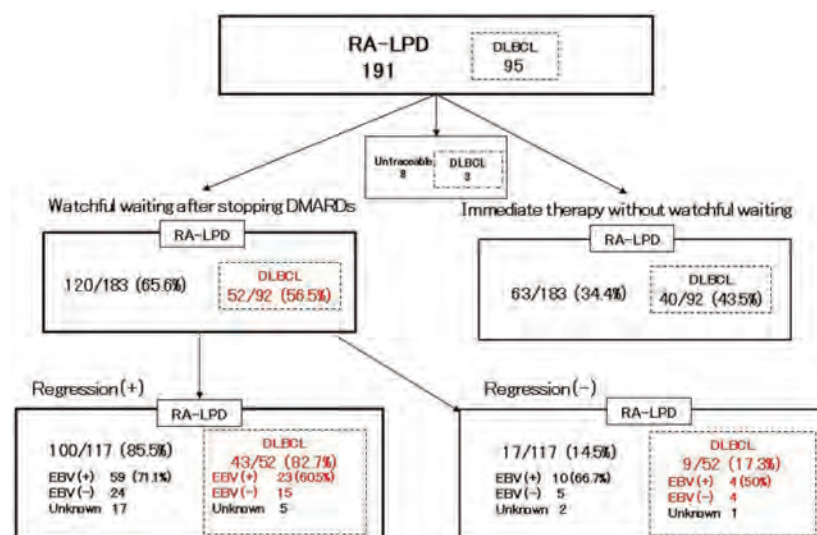 RA-LPD
191
DLBCL
95
Untraceable
8
DLBCL
3
Watchful waiting after stopping DMARDs
RA-LPD
120/183 (65.6%)
DLBCL
52/92 (56.5%)
Immediate therapy without watchful waiting
RA-LPD
63/183 (34.4%)
DLBCL
40/92 (43.5%)
Regression(+)
RA-LPD
100/117 (85.5%)
EBV(+) 59 (71.1%)
EBV(-) 24
Unknown 17
DLBCL
43/52 (82.7%)
EBV(+) 23(60.5%)
EBV(-) 15
Unknown 5
Regression(-)
RA-LPD
17/117 (14.5%)
EBV(+) 10(66.7%)
EBV(-) 5
Unknown 2
DLBCL
9/52 (17.3%)
EBV(+) 4(50%)
EBV(-) 4
Unknown 1